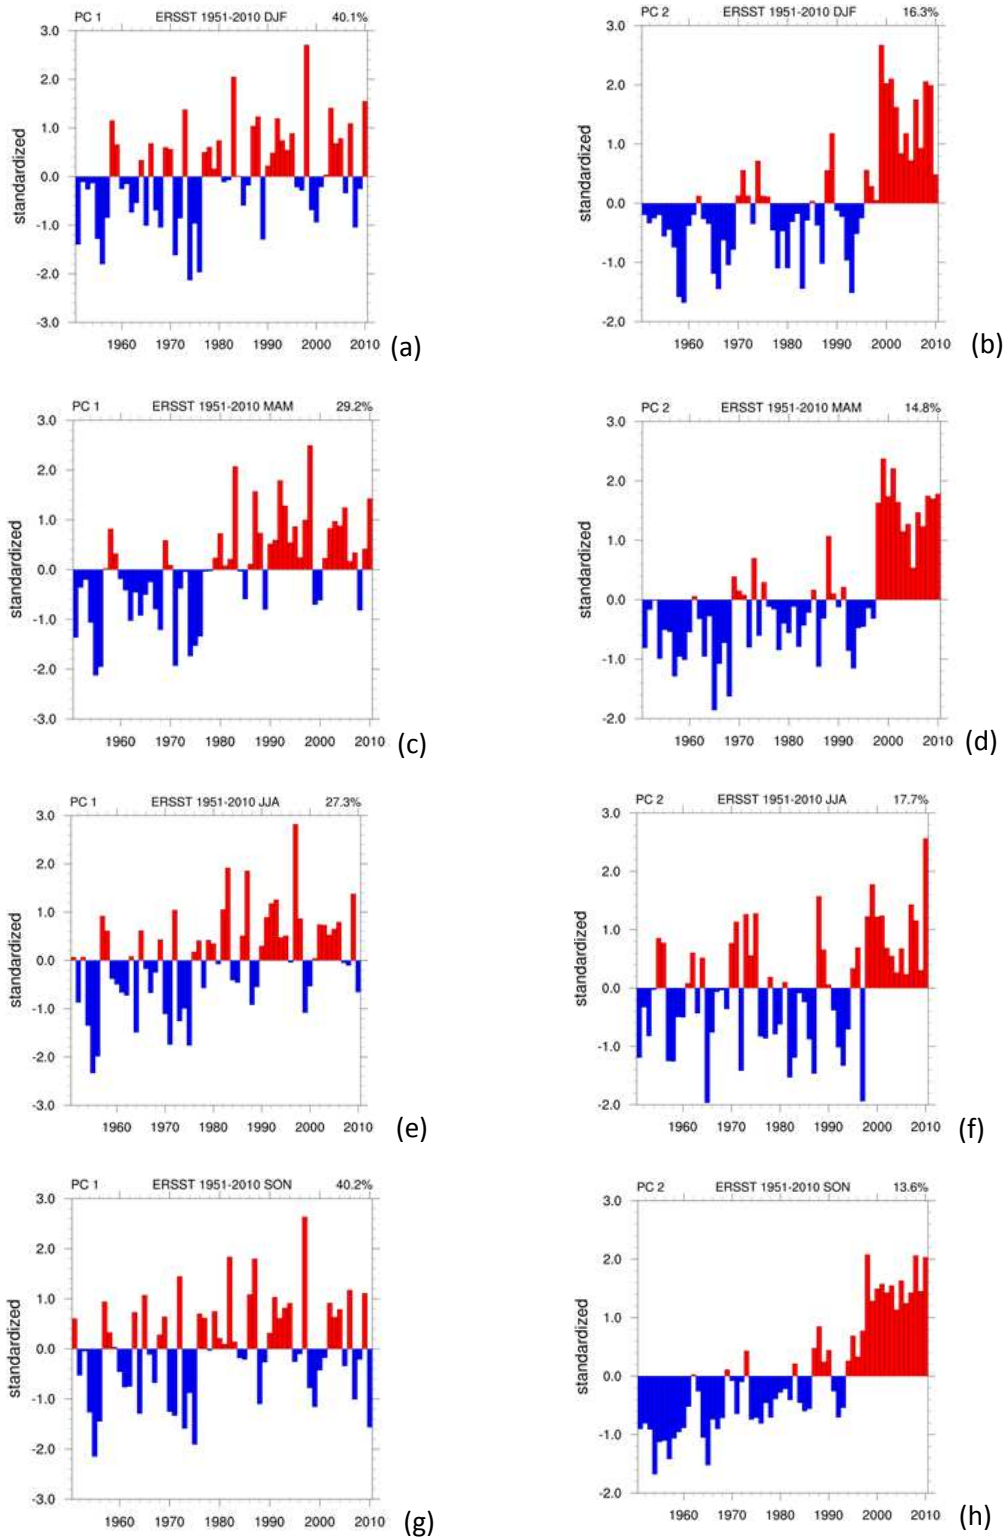 PC 1 ERSST 1951-2010 DJF 40.1%
3.0
2.0
1.0
0.0
-1.0
-2.0
-3.0
standardized
1960 1970 1980 1990 2000 2010
(a)
PC 2 ERSST 1951-2010 DJF 16.3%
3.0
2.0
1.0
0.0
-1.0
-2.0
standardized
1960 1970 1980 1990 2000 2010
(b)
PC 1 ERSST 1951-2010 MAM 29.2%
3.0
2.0
1.0
0.0
-1.0
-2.0
-3.0
standardized
1960 1970 1980 1990 2000 2010
(c)
PC 2 ERSST 1951-2010 MAM 14.8%
3.0
2.0
1.0
0.0
-1.0
-2.0
standardized
1960 1970 1980 1990 2000 2010
(d)
PC 1 ERSST 1951-2010 JJA 27.3%
3.0
2.0
1.0
0.0
-1.0
-2.0
-3.0
standardized
1960 1970 1980 1990 2000 2010
(e)
PC 2 ERSST 1951-2010 JJA 17.7%
3.0
2.0
1.0
0.0
-1.0
-2.0
standardized
1960 1970 1980 1990 2000 2010
(f)
PC 1 ERSST 1951-2010 SON 40.2%
3.0
2.0
1.0
0.0
-1.0
-2.0
-3.0
standardized
1960 1970 1980 1990 2000 2010
(g)
PC 2 ERSST 1951-2010 SON 13.6%
3.0
2.0
1.0
0.0
-1.0
-2.0
standardized
1960 1970 1980 1990 2000 2010
(h)